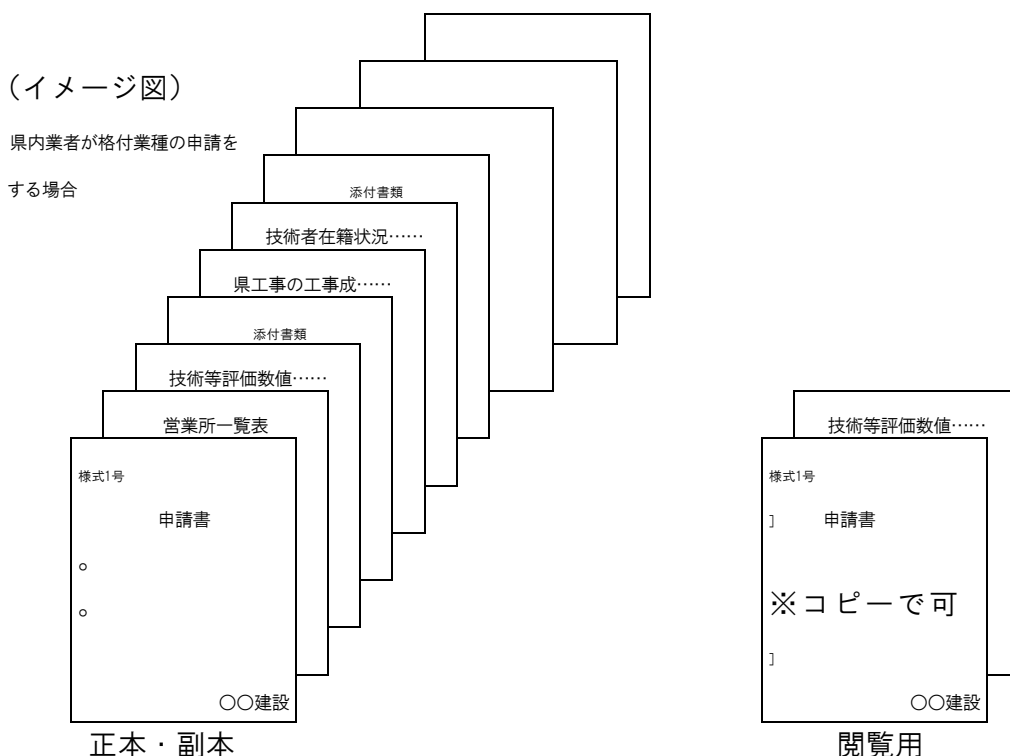 （イメージ図）
県内業者が格付業種の申請を
する場合
添付書類
技術者在籍状況……
県工事の工事成……
添付書類
技術等評価数値……
営業所一覧表
様式1号
申請書
○
○
○○建設
正本・副本
技術等評価数値……
様式1号
］ 申請書
※コピーで可
］
○○建設
閲覧用